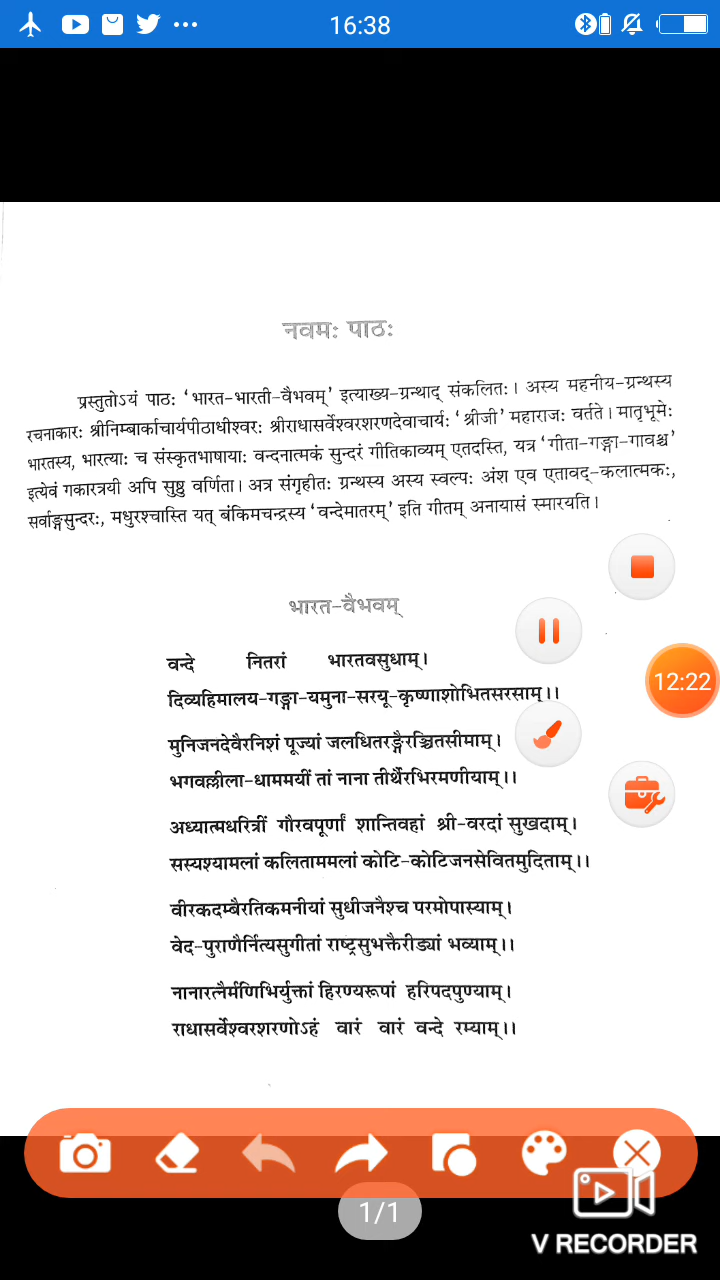 16:38
नवमः पाठः
प्रस्तुतोऽयं पाठः ‘भारत-भारती-वैभवम्’ इत्याख्य-ग्रन्थाद् संकलितः। अस्य महनीय-ग्रन्थस्य
रचनाकारः श्रीनिम्बार्काचार्यपीठाधीश्वरः श्रीराधासर्वेश्वरशरणदेवाचार्यः ‘श्रीजी’ महाराजः वर्तते। मातृभूमेः
भारतस्य, भारत्याः च संस्कृतभाषायाः वन्दनात्मकं सुन्दरं गीतिकाव्यम् एतदस्ति, यत्र ‘गीता-गङ्गा-गावश्च’
इत्येवं गकारत्रयी अपि सुष्ठु वर्णिता। अत्र संगृहीतः ग्रन्थस्य अस्य स्वल्पः अंश एव एतावद्-कलात्मकः,
सर्वाङ्गसुन्दरः, मधुरश्चास्ति यत् बंकिमचन्द्रस्य ‘वन्देमातरम्’ इति गीतम् अनायासं स्मारयति।
भारत-वैभवम्
वन्दे नितरां भारतवसुधाम्।
दिव्यहिमालय-गङ्गा-यमुना-सरयू-कृष्णाशोभितसरसाम्।।
मुनिजनदेवैरनिशं पूज्यां जलधितरङ्गैरञ्चितसीमाम्।
भगवल्लीला-धाममयीं तां नाना तीर्थैरभिरमणीयाम्।।
अध्यात्मधरित्रीं गौरवपूर्णां शान्तिवहां श्री-वरदां सुखदाम्।
सस्यश्यामलां कलिताममलां कोटि-कोटिजनसेवितमुदिताम्।।
वीरकदम्बैरतिकमनीयां सुधीजनैश्च परमोपास्याम्।
वेद-पुराणैर्नित्यसुगीतां राष्ट्रसुभक्तैरीड्यां भव्याम्।।
नानारत्नैर्मणिभिर्युक्तां हिरण्यरूपां हरिपदपुण्याम्।
राधासर्वेश्वरशरणोऽहं वारं वारं वन्दे रम्याम्।।
12:22
1/1
V RECORDER